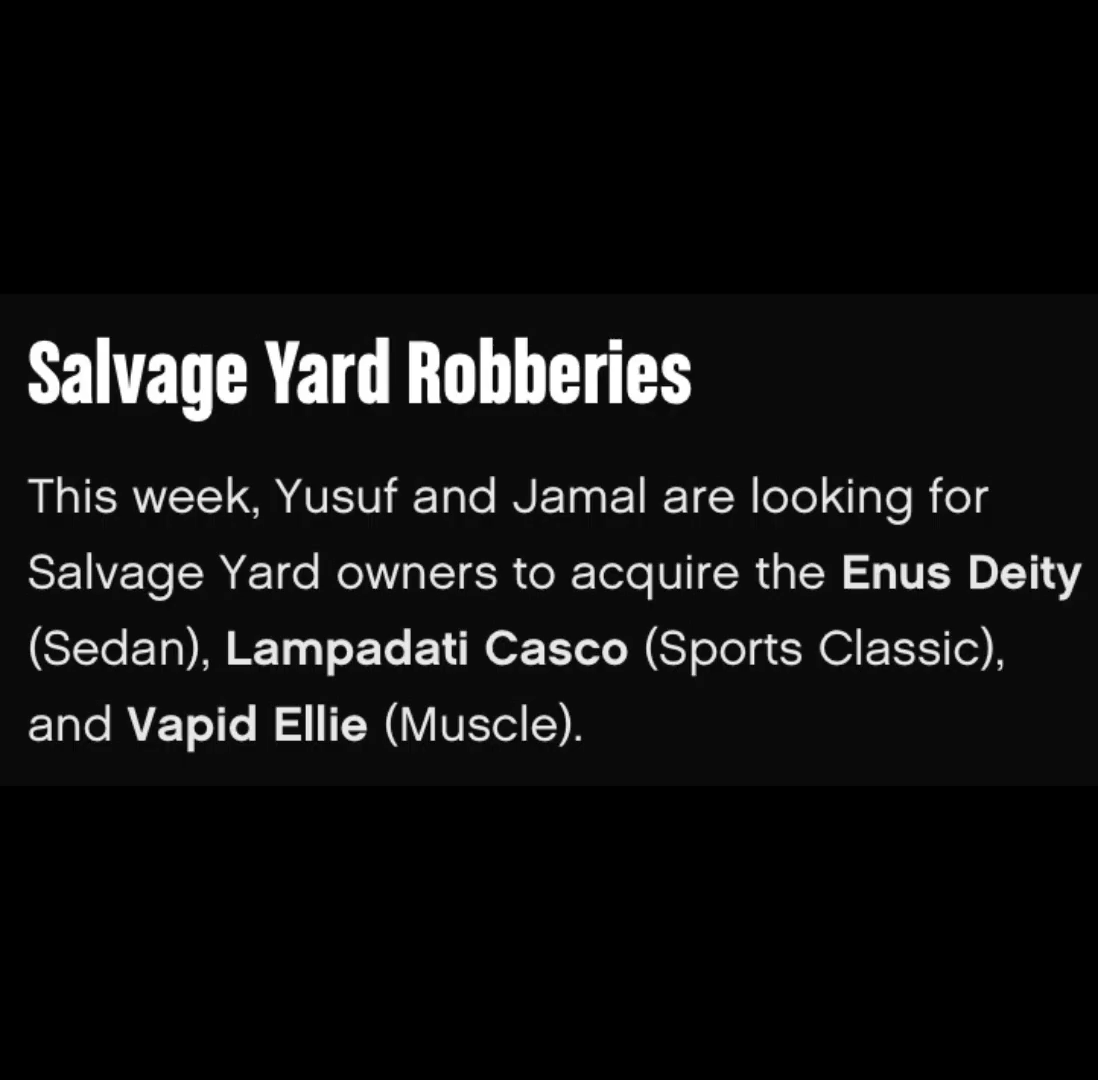 Salvage Yard Robberies
This week, Yusuf and Jamal are looking for
Salvage Yard owners to acquire the Enus Deity
(Sedan), Lampadati Casco (Sports Classic),
and Vapid Ellie (Muscle).